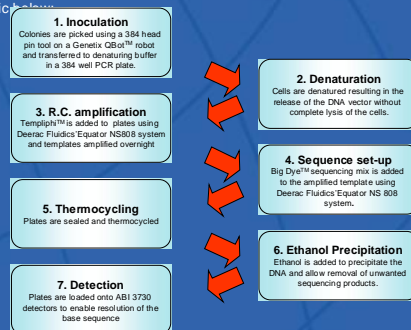 ic below:
1. Inoculation
Colonies are picked using a 384 head
pin tool on a Genetix QBot™ robot
and transferred to denaturing buffer
in a 384 well PCR plate.
2. Denaturation
Cells are denatured resulting in the
release of the DNA vector without
complete lysis of the cells.
3. R.C. amplification
Templiphi™ is added to plates using
Deerac Fluidics'Equator NS808 system
and templates amplified overnight
4. Sequence set-up
Big Dye™ sequencing mix is added
to the amplified template using
Deerac Fluidics'Equator NS 808
system.
5. Thermocycling
Plates are sealed and thermocycled
6. Ethanol Precipitation
Ethanol is added to precipitate the
DNA and allow removal of unwanted
sequencing products.
7. Detection
Plates are loaded onto ABI 3730
detectors to enable resolution of the
base sequence